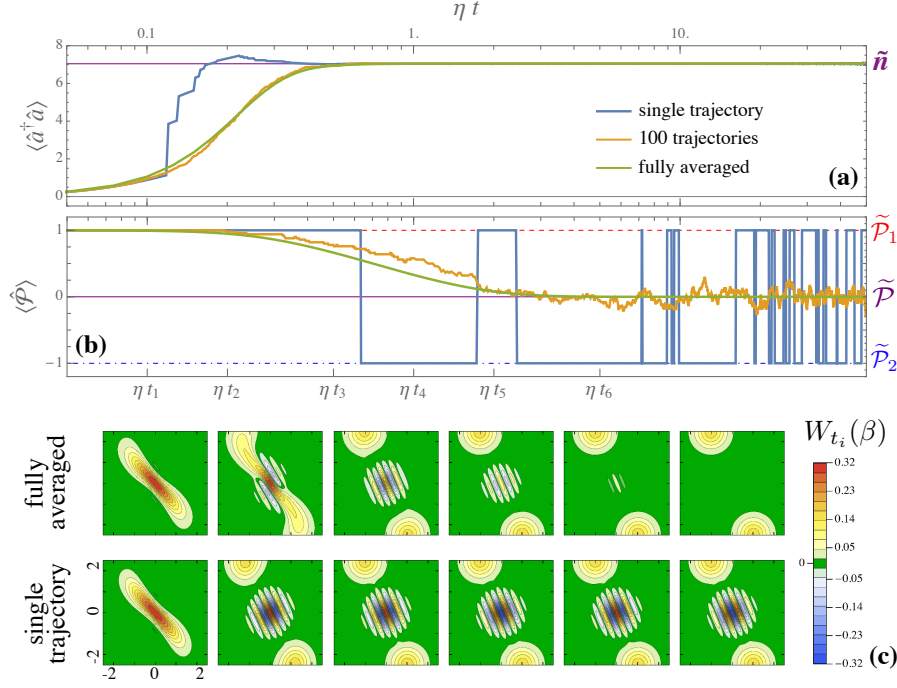 η t
0.1 1. 10.
8
6
4
2
0
⟨â†â⟩
ñ
single trajectory
100 trajectories
fully averaged
(a)
1
0
−1
⟨P̂⟩
P̃₁
P̃
P̃₂
(b)
η t₁ η t₂ η t₃ η t₄ η t₅ η t₆
fully
averaged
single
trajectory
2
0
-2
-2 0 2
W_{t_i}(β)
0.32
0.23
0.14
0.05
0
−0.05
−0.14
−0.23
−0.32
(c)